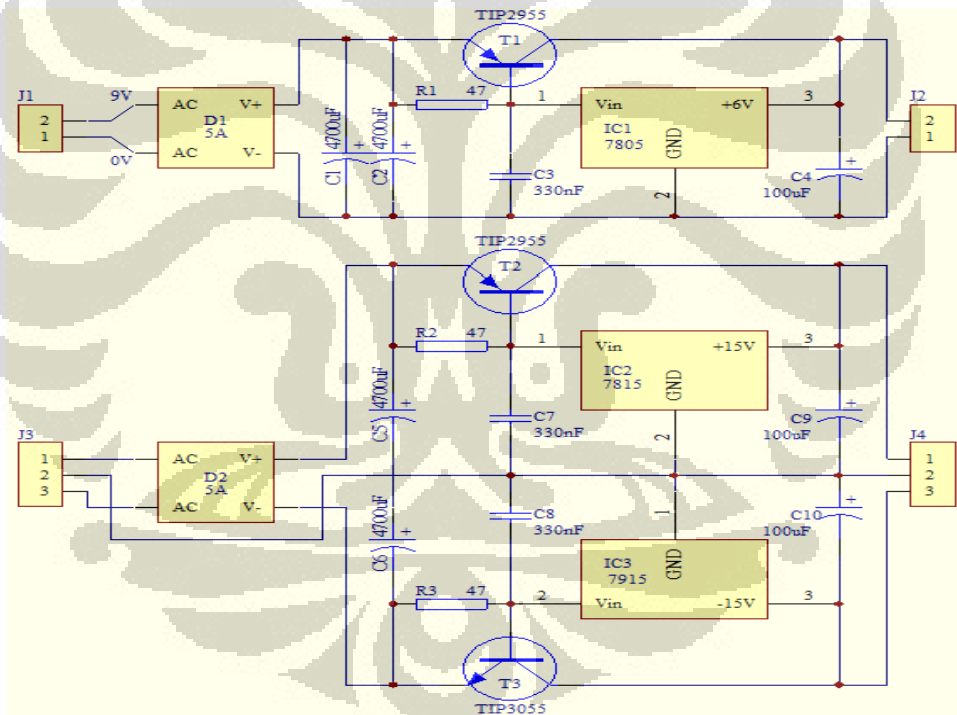 TIP2955
T1
J1
2
1
9V
0V
AC V+
D1
5A
AC V-
4700uF
C1
+
4700uF
C2
+
R1 47
C3
330nF
1
Vin +6V
IC1
7805
GND
2
3
C4
100uF
+
J2
2
1
TIP2955
T2
R2 47
4700uF
C5
+
C7
330nF
1
Vin +15V
IC2
7815
GND
2
3
C9
100uF
+
J3
1
2
3
AC V+
D2
5A
AC V-
J4
1
2
3
4700uF
C6
+
C8
330nF
1
C10
100uF
+
R3 47
2
IC3
7915
GND
Vin -15V
3
T3
TIP3055